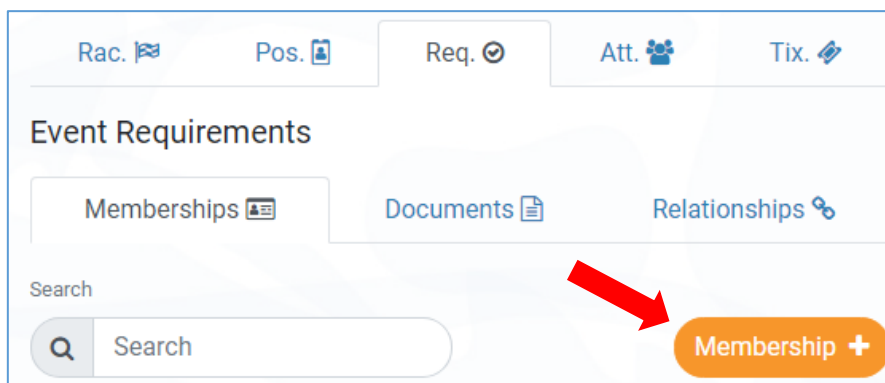 Rac. Pos. Req. Att. Tix.
Event Requirements
Memberships Documents Relationships
Search
Search Membership +